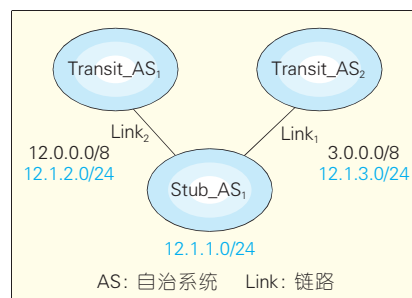 Transit_AS₁ Transit_AS₂
Link₂ Link₁
12.0.0.0/8 3.0.0.0/8
12.1.2.0/24 12.1.3.0/24
Stub_AS₁
12.1.1.0/24
AS: 自治系统 Link: 链路